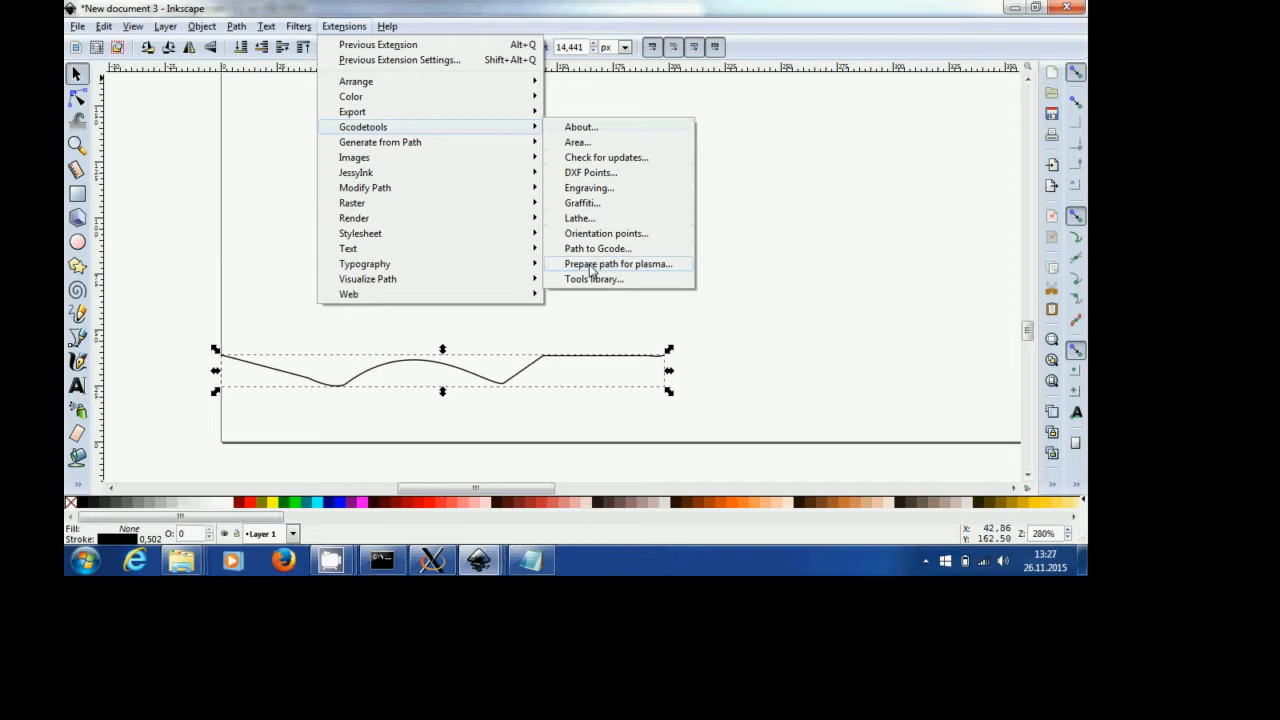 *New document 3 - Inkscape
File Edit View Layer Object Path Text Filters Extensions Help
14,441 px
Previous Extension Alt+Q
Previous Extension Settings... Shift+Alt+Q
Arrange
Color
Export
Gcodetools
Generate from Path
Images
JessyInk
Modify Path
Raster
Render
Stylesheet
Text
Typography
Visualize Path
Web
About...
Area...
Check for updates...
DXF Points...
Engraving...
Graffiti...
Lathe...
Orientation points...
Path to Gcode...
Prepare path for plasma...
Tools library...
Fill: None
Stroke: 0,502
O: 0
Layer 1
X: 42,86
Y: 162,50
Z: 280%
13:27
26.11.2015